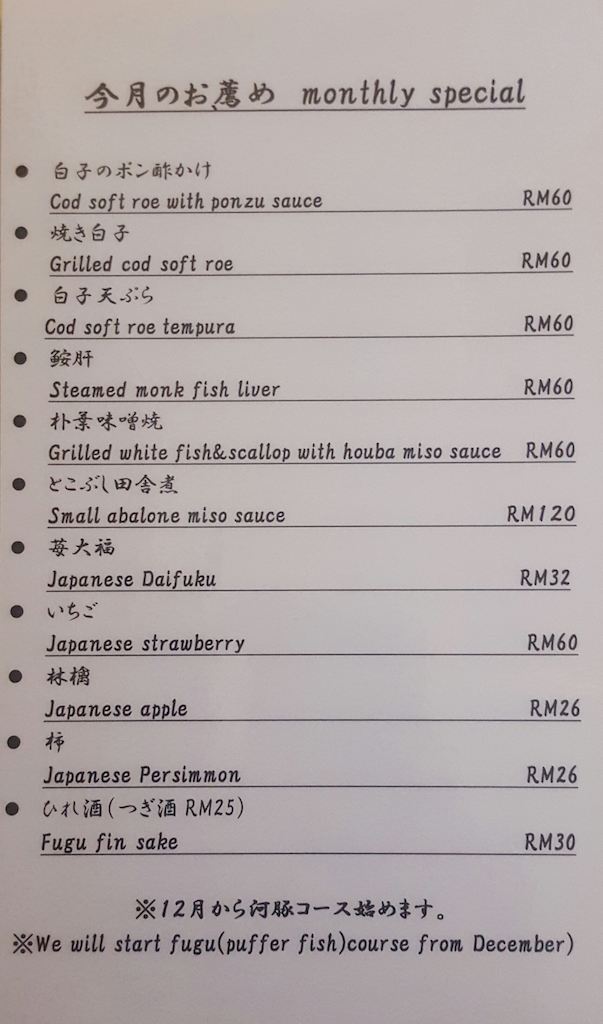 今月のお薦め monthly special
● 白子のポン酢かけ
Cod soft roe with ponzu sauce RM60
● 焼き白子
Grilled cod soft roe RM60
● 白子天ぷら
Cod soft roe tempura RM60
● 鮟肝
Steamed monk fish liver RM60
● 朴葉味噌焼
Grilled white fish&scallop with houba miso sauce RM60
● とこぶし田舎煮
Small abalone miso sauce RM120
● 苺大福
Japanese Daifuku RM32
● いちご
Japanese strawberry RM60
● 林檎
Japanese apple RM26
● 柿
Japanese Persimmon RM26
● ひれ酒(つぎ酒 RM25)
Fugu fin sake RM30
※12月から河豚コース始めます。
※We will start fugu(puffer fish)course from December)